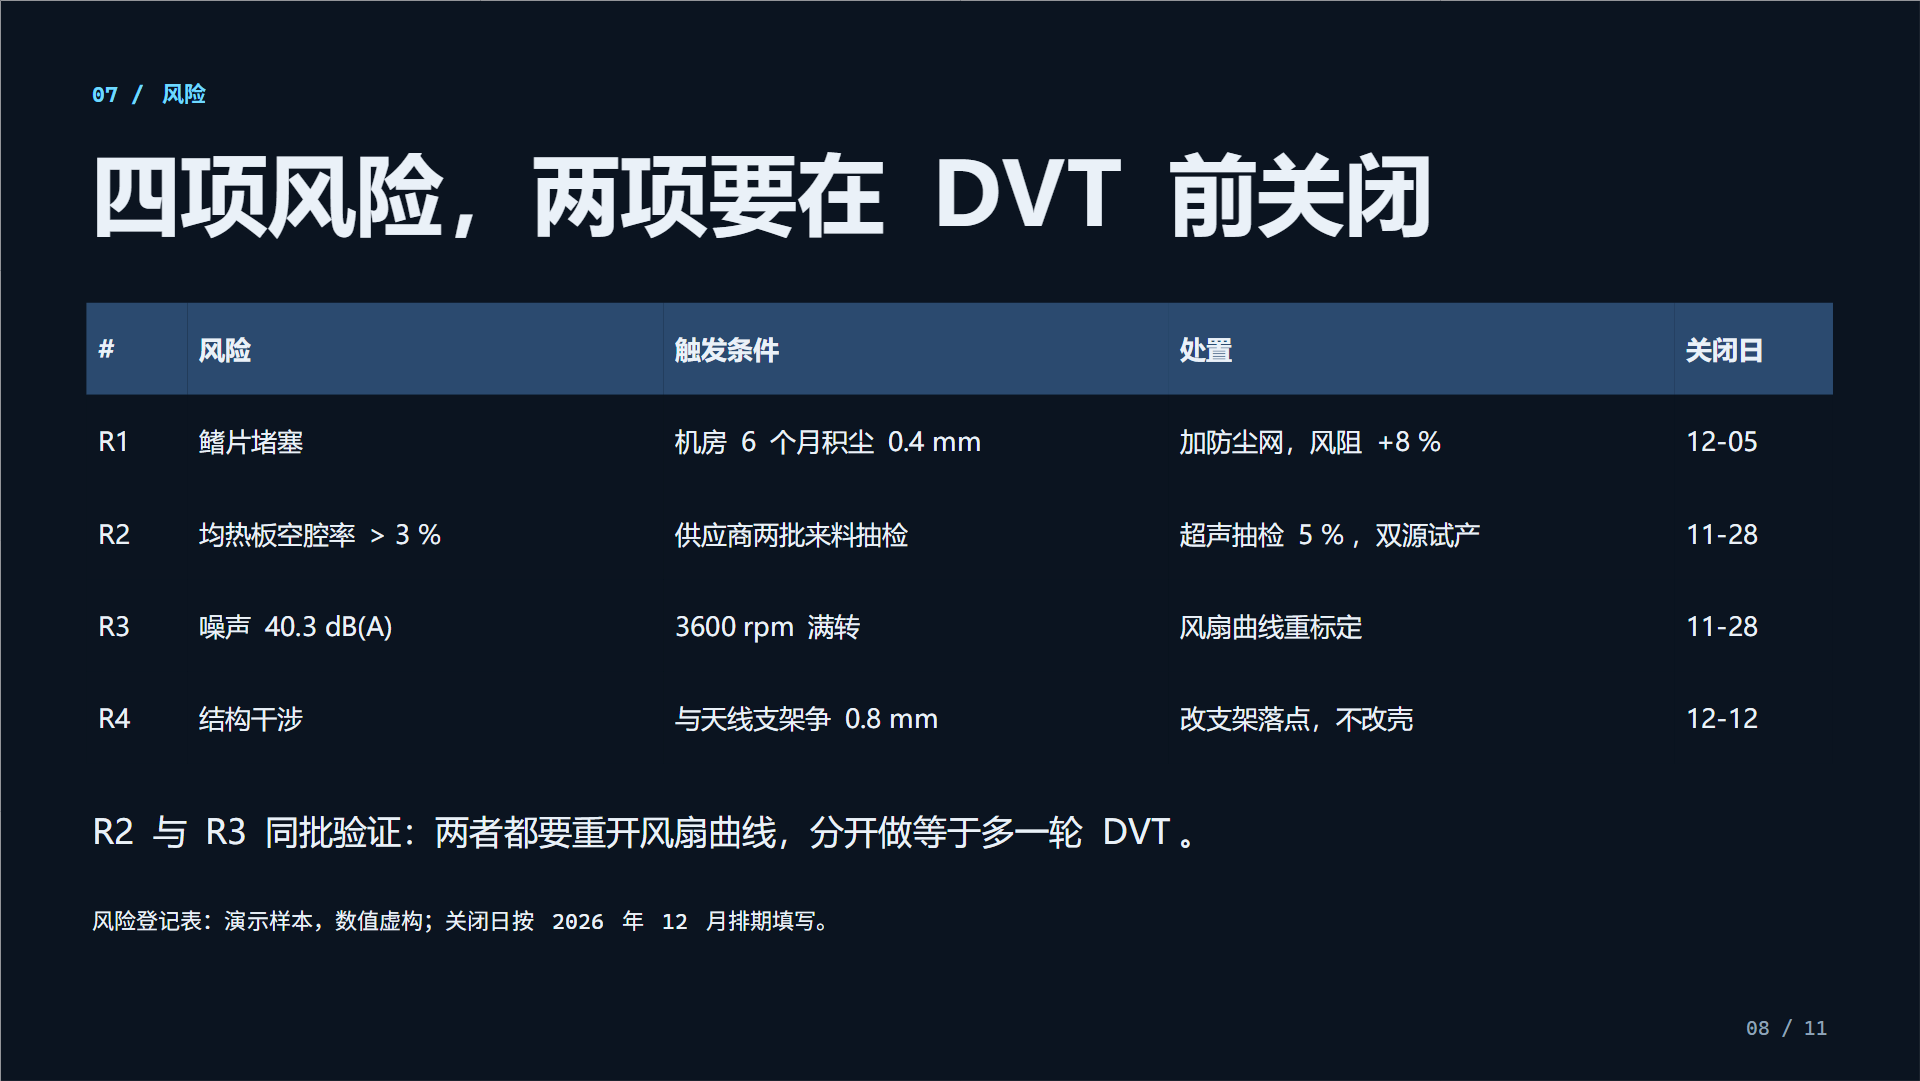 07 / 风险
四项风险，两项要在 DVT 前关闭
# 风险 触发条件 处置 关闭日
R1 鳍片堵塞 机房 6 个月积尘 0.4 mm 加防尘网，风阻 +8 % 12-05
R2 均热板空腔率 > 3 % 供应商两批来料抽检 超声抽检 5 %，双源试产 11-28
R3 噪声 40.3 dB(A) 3600 rpm 满转 风扇曲线重标定 11-28
R4 结构干涉 与天线支架争 0.8 mm 改支架落点，不改壳 12-12
R2 与 R3 同批验证：两者都要重开风扇曲线，分开做等于多一轮 DVT。
风险登记表：演示样本，数值虚构；关闭日按 2026 年 12 月排期填写。
08 / 11